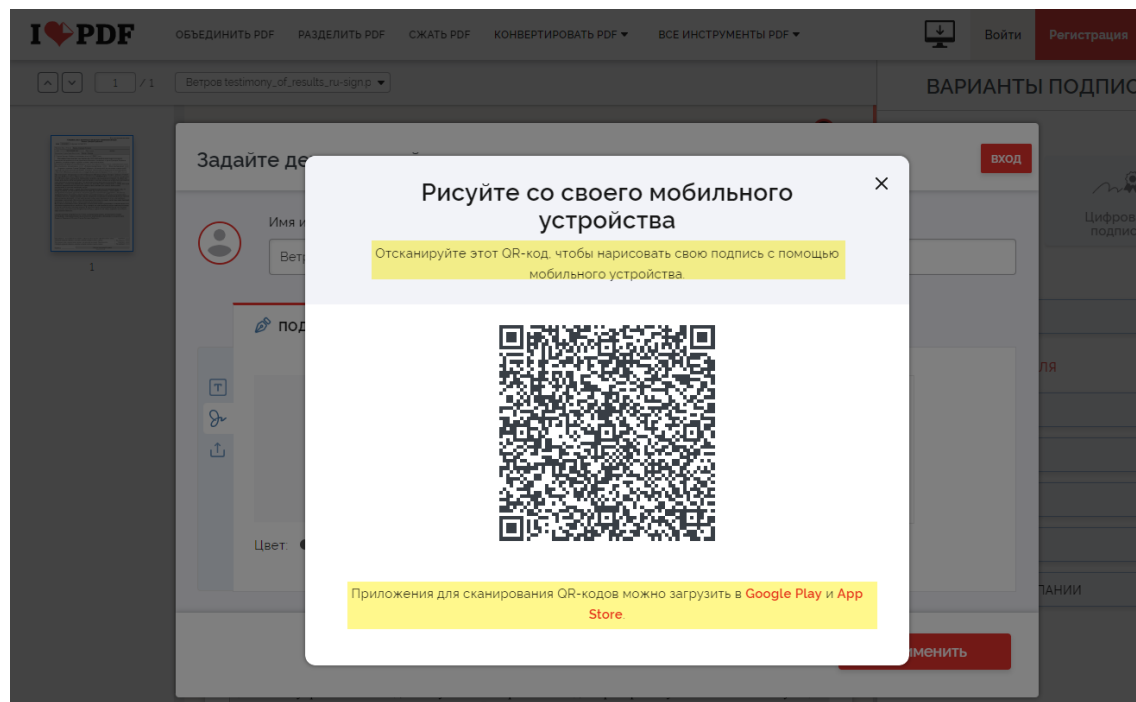 I PDF
ОБЪЕДИНИТЬ PDF РАЗДЕЛИТЬ PDF СЖАТЬ PDF КОНВЕРТИРОВАТЬ PDF ВСЕ ИНСТРУМЕНТЫ PDF Войти Регистрация
1 / 1 Ветров testimony_of_results_ru-sign.p ВАРИАНТЫ ПОДПИС
Задайте де
вход
Рисуйте со своего мобильного
устройства
Имя и
Ветр
Отсканируйте этот QR-код, чтобы нарисовать свою подпись с помощью
мобильного устройства.
Цифров
подпис
1
ПОД
T
ЛЯ
Цвет:
ПАНИИ
Приложения для сканирования QR-кодов можно загрузить в Google Play и App
Store.
именить